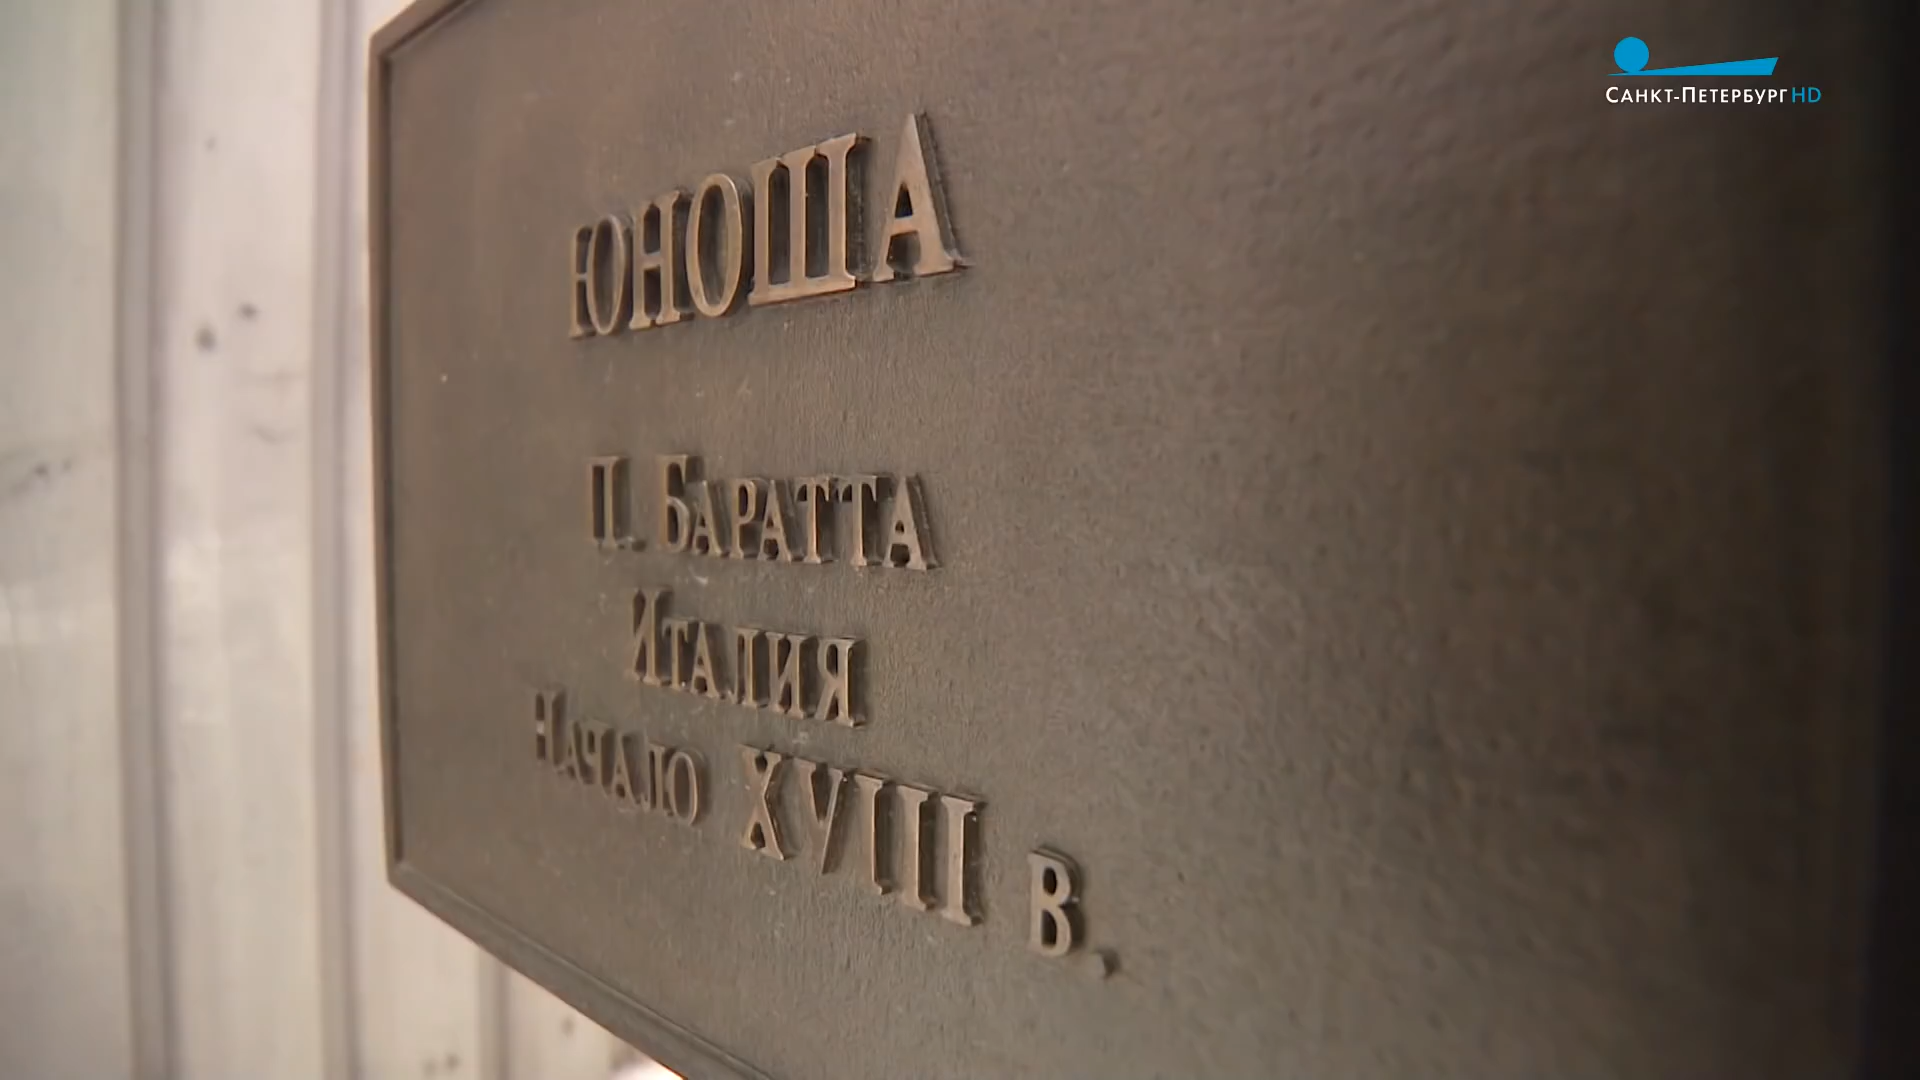 Санкт-Петербург HD
ЮНОША
П. Баратта
Италия
Начало XVIII в.